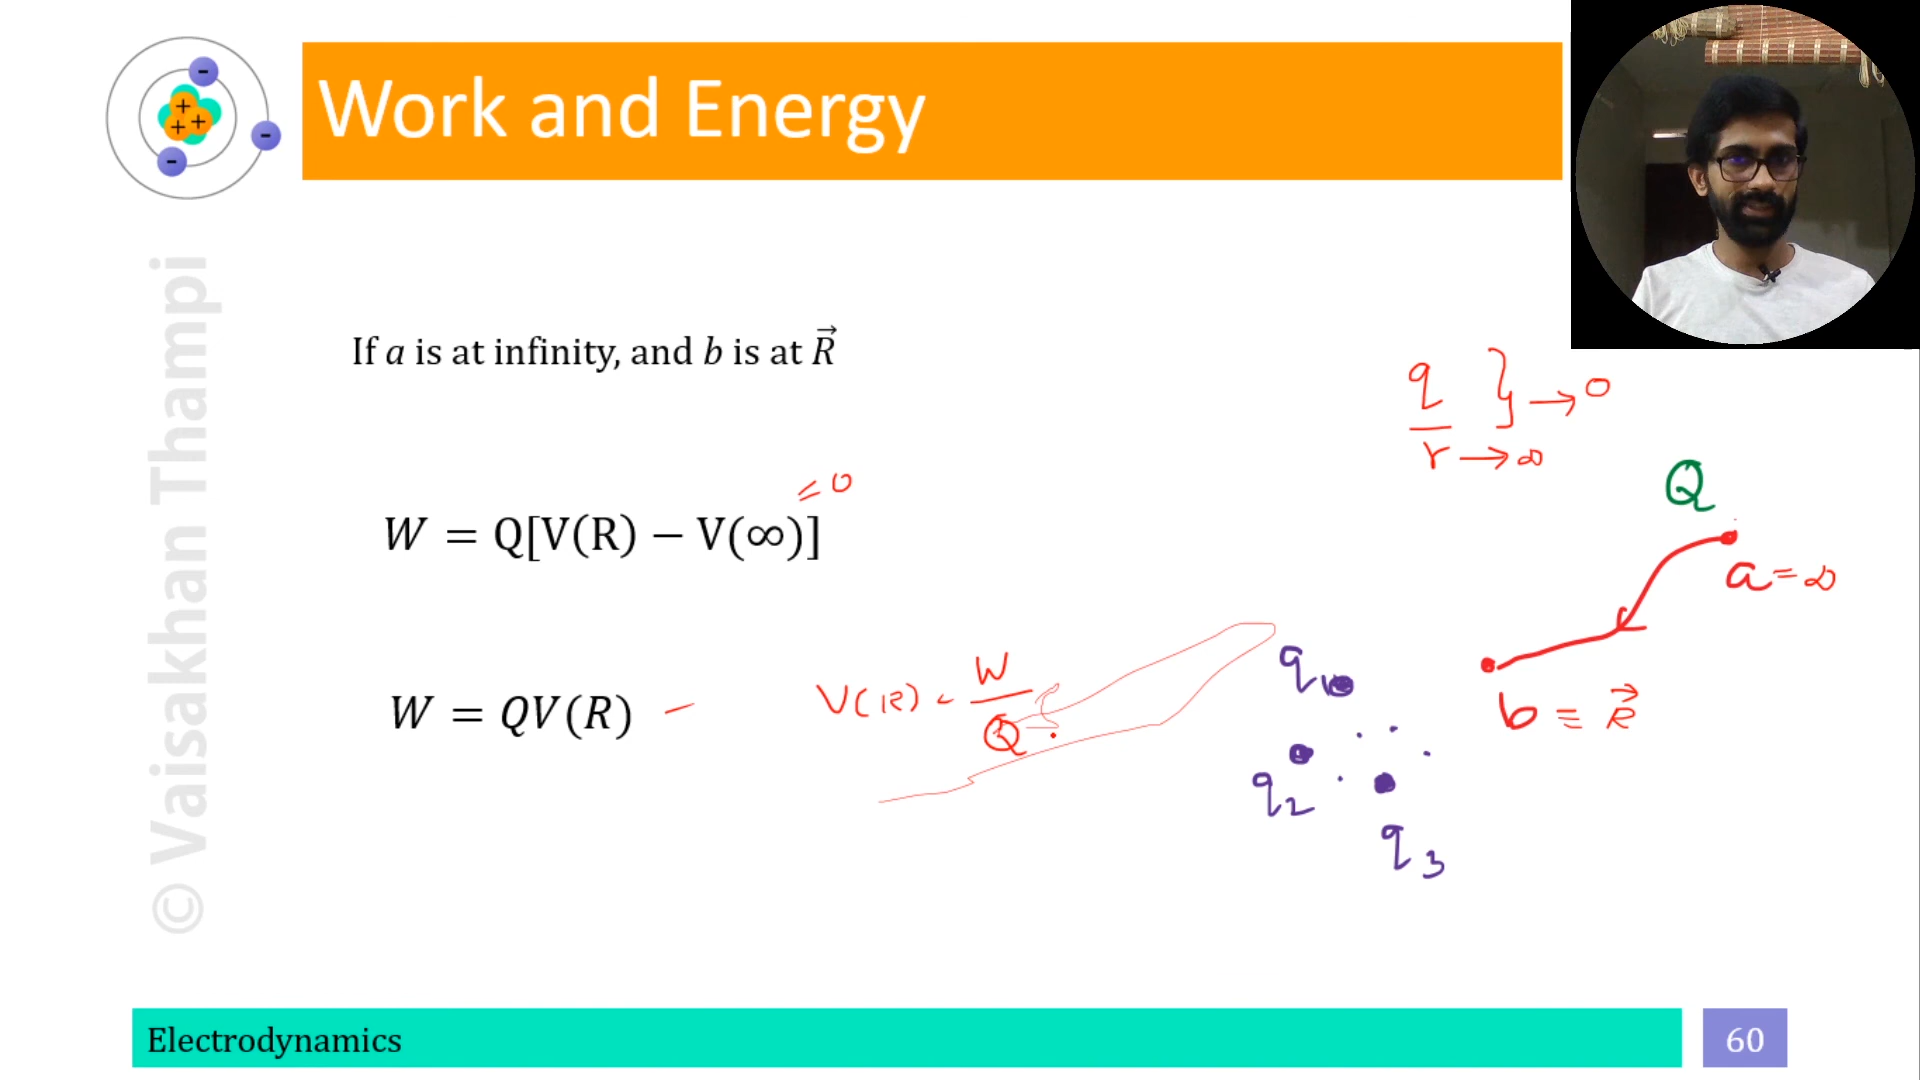 Work and Energy
© Vaisakhan Thampi
If a is at infinity, and b is at R⃗
q } → 0
r → ∞
= 0
W = Q[V(R) − V(∞)]
Q
a = ∞
W = QV(R) –
V(R) = W
Q
q1
b ≡ R⃗
q2
q3
Electrodynamics
60